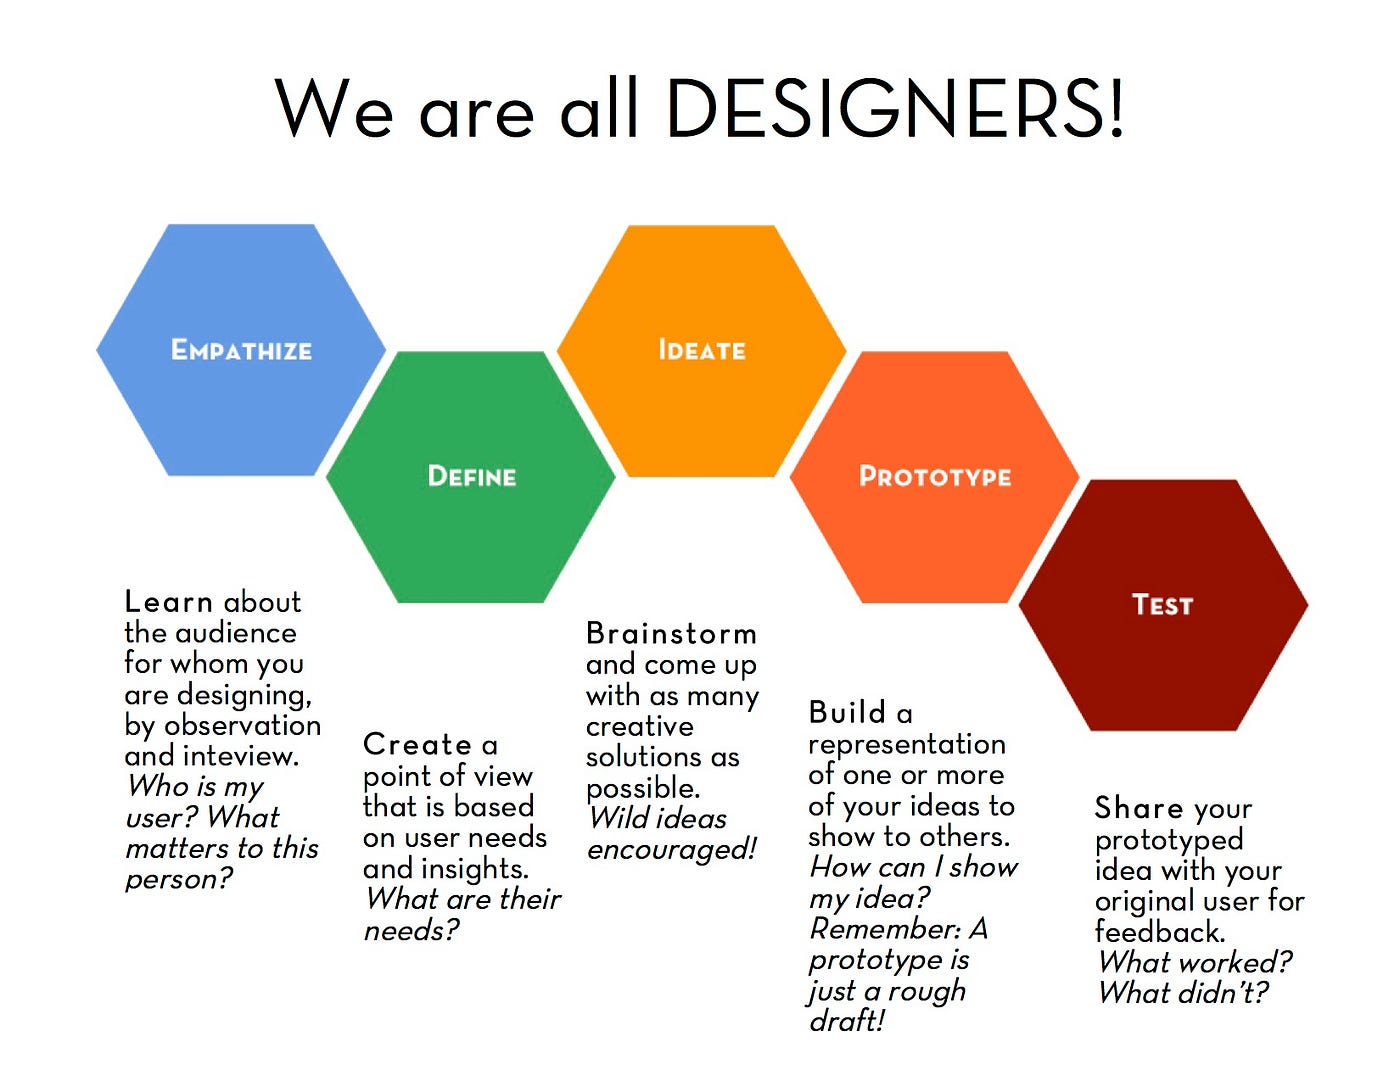 We are all DESIGNERS!
EMPATHIZE
DEFINE
IDEATE
PROTOTYPE
TEST
Learn about
the audience
for whom you
are designing,
by observation
and inteview.
Who is my
user? What
matters to this
person?
Create a
point of view
that is based
on user needs
and insights.
What are their
needs?
Brainstorm
and come up
with as many
creative
solutions as
possible.
Wild ideas
encouraged!
Build a
representation
of one or more
of your ideas to
show to others.
How can I show
my idea?
Remember: A
prototype is
just a rough
draft!
Share your
prototyped
idea with your
original user for
feedback.
What worked?
What didn't?